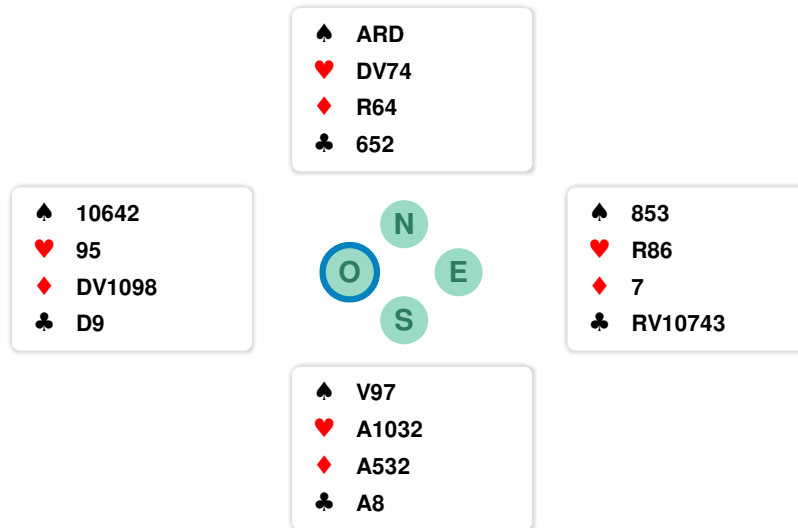 ♠ ARD
♥ DV74
♦ R64
♣ 652
♠ 10642
♥ 95
♦ DV1098
♣ D9
N
O E
S
♠ 853
♥ R86
♦ 7
♣ RV10743
♠ V97
♥ A1032
♦ A532
♣ A8